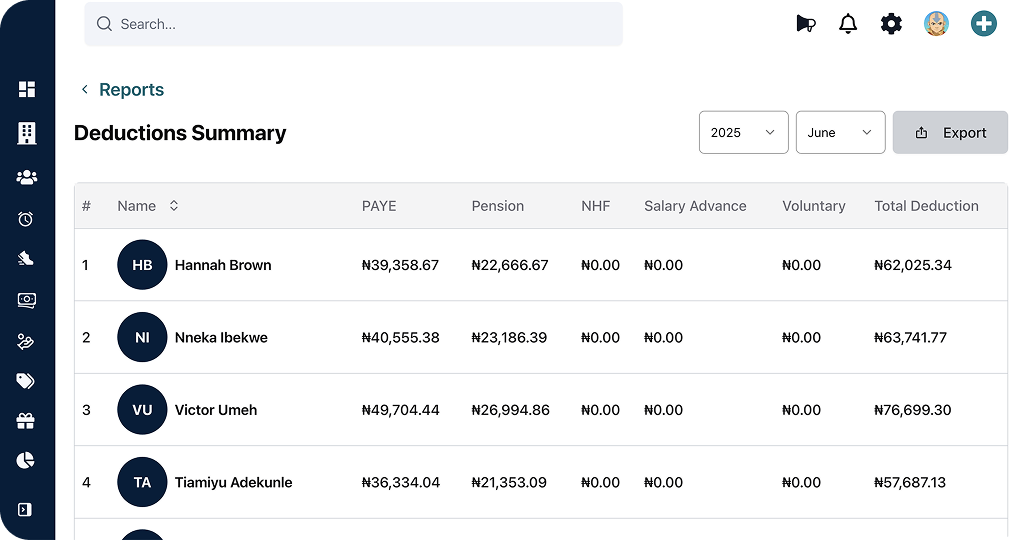 Search...
Reports
Deductions Summary
2025 June Export
# Name PAYE Pension NHF Salary Advance Voluntary Total Deduction
1 HB Hannah Brown ₦39,358.67 ₦22,666.67 ₦0.00 ₦0.00 ₦0.00 ₦62,025.34
2 NI Nneka Ibekwe ₦40,555.38 ₦23,186.39 ₦0.00 ₦0.00 ₦0.00 ₦63,741.77
3 VU Victor Umeh ₦49,704.44 ₦26,994.86 ₦0.00 ₦0.00 ₦0.00 ₦76,699.30
4 TA Tiamiyu Adekunle ₦36,334.04 ₦21,353.09 ₦0.00 ₦0.00 ₦0.00 ₦57,687.13